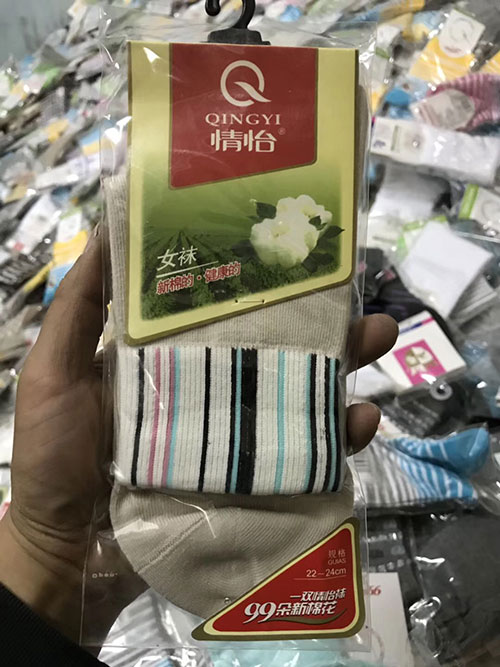 QINGYI
情怡®
女袜
新棉的·健康的
规格
GUIAS
22-24cm
一双情怡袜
99朵新棉花